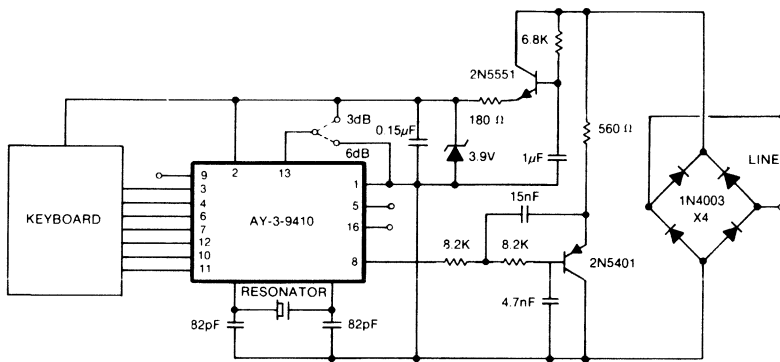 6.8K
2N5551
3dB
180 Ω
560 Ω
0.15µF
6dB
3.9V
1µF
LINE
9
2
13
1
3
KEYBOARD
4
5
6
AY-3-9410
16
7
12
10
8
11
15nF
1N4003
X4
8.2K
8.2K
2N5401
RESONATOR
4.7nF
82pF
82pF